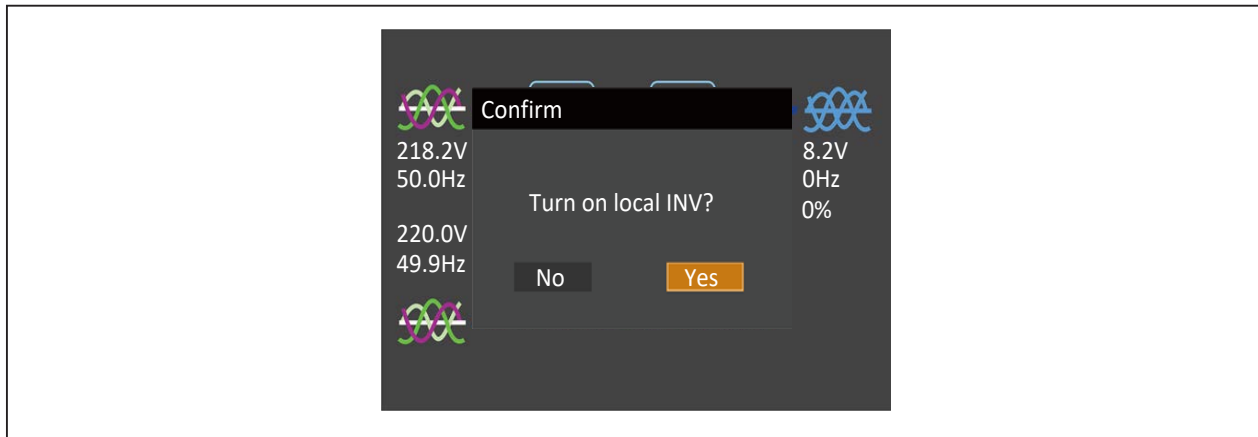 Confirm
218.2V
50.0Hz
220.0V
49.9Hz
Turn on local INV?
No Yes
8.2V
0Hz
0%